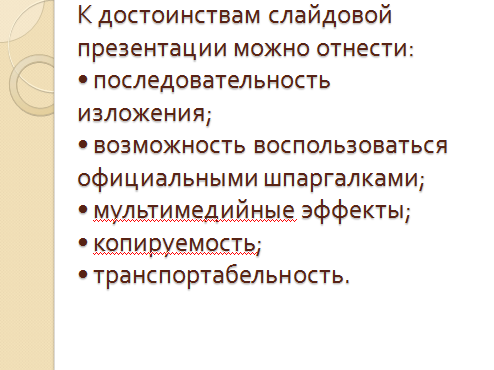 К достоинствам слайдовой
презентации можно отнести:
• последовательность
изложения;
• возможность воспользоваться
официальными шпаргалками;
• мультимедийные эффекты;
• копируемость;
• транспортабельность.